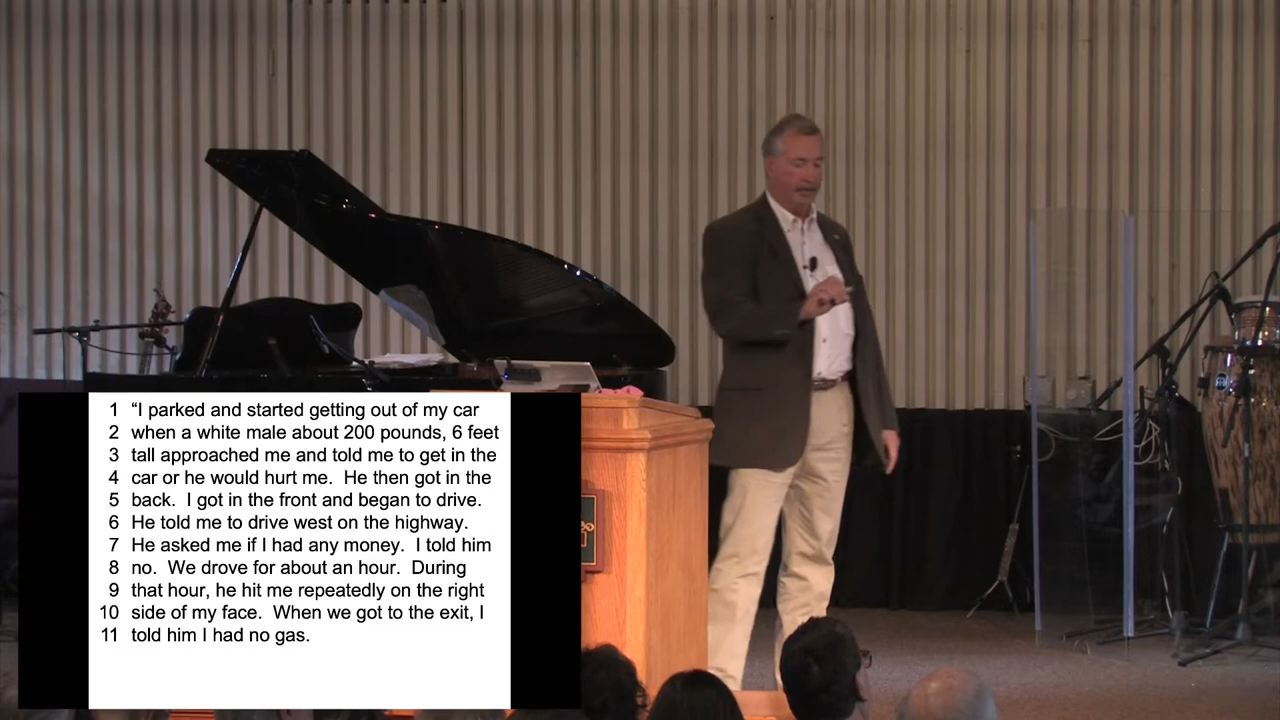 1 “I parked and started getting out of my car
2 when a white male about 200 pounds, 6 feet
3 tall approached me and told me to get in the
4 car or he would hurt me. He then got in the
5 back. I got in the front and began to drive.
6 He told me to drive west on the highway.
7 He asked me if I had any money. I told him
8 no. We drove for about an hour. During
9 that hour, he hit me repeatedly on the right
10 side of my face. When we got to the exit, I
11 told him I had no gas.